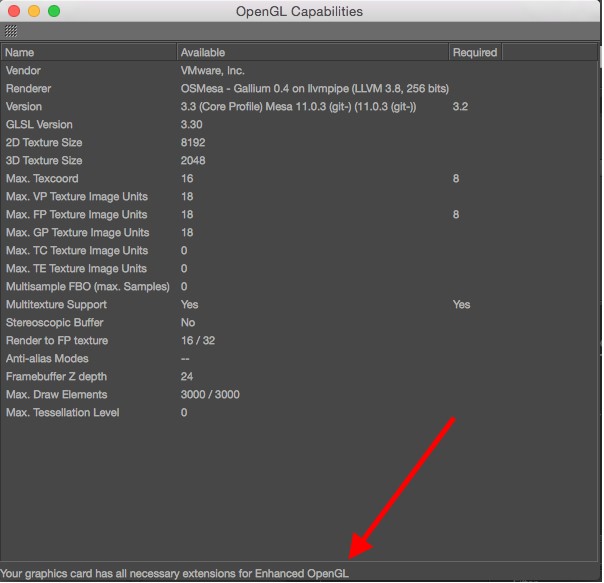 OpenGL Capabilities
Name Available Required
Vendor VMware, Inc.
Renderer OSMesa - Gallium 0.4 on llvmpipe (LLVM 3.8, 256 bits)
Version 3.3 (Core Profile) Mesa 11.0.3 (git-) (11.0.3 (git-)) 3.2
GLSL Version 3.30
2D Texture Size 8192
3D Texture Size 2048
Max. Texcoord 16 8
Max. VP Texture Image Units 18
Max. FP Texture Image Units 18 8
Max. GP Texture Image Units 18
Max. TC Texture Image Units 0
Max. TE Texture Image Units 0
Multisample FBO (max. Samples) 0
Multitexture Support Yes Yes
Stereoscopic Buffer No
Render to FP texture 16 / 32
Anti-alias Modes --
Framebuffer Z depth 24
Max. Draw Elements 3000 / 3000
Max. Tessellation Level 0
Your graphics card has all necessary extensions for Enhanced OpenGL